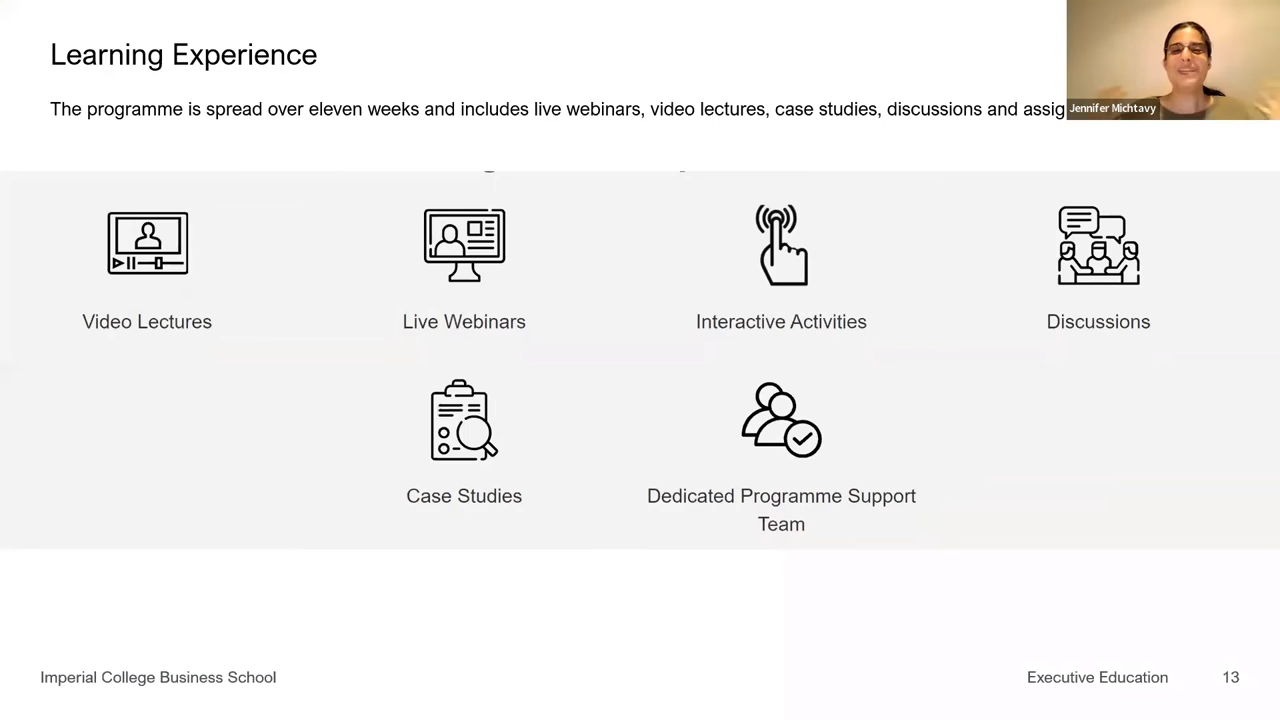 Learning Experience
The programme is spread over eleven weeks and includes live webinars, video lectures, case studies, discussions and assig
Jennifer Michtavy
Video Lectures
Live Webinars
Interactive Activities
Discussions
Case Studies
Dedicated Programme Support
Team
Imperial College Business School
Executive Education
13